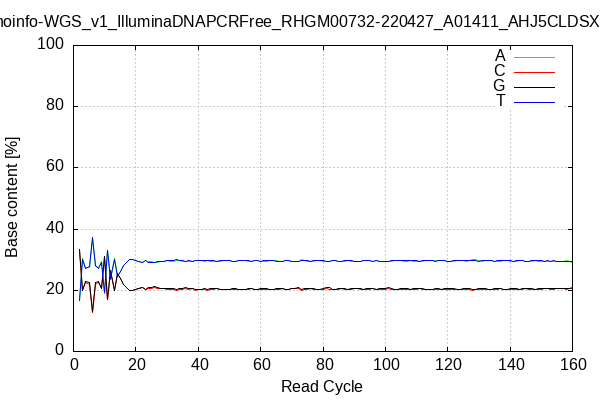 noinfo-WGS_v1_IlluminaDNAPCRFree_RHGM00732-220427_A01411_AHJ5CLDSX
100
80
60
40
20
0
Base content [%]
A
C
G
T
0 20 40 60 80 100 120 140 160
Read Cycle